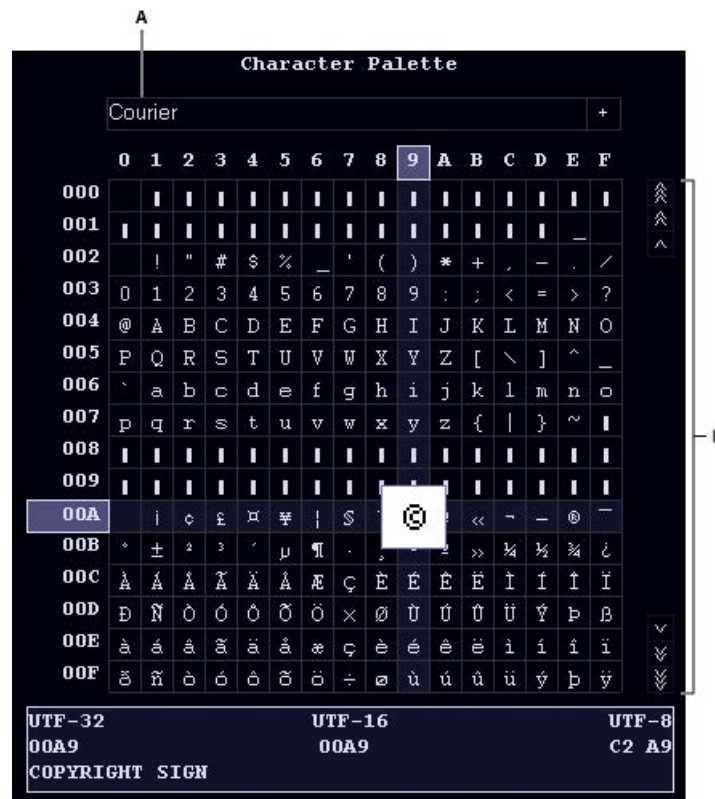 A
Character Palette
Courier +
0 1 2 3 4 5 6 7 8 9 A B C D E F
000
001 _
002 ! " # $ % _ ' ( ) * + , – . /
003 0 1 2 3 4 5 6 7 8 9 : ; < = > ?
004 @ A B C D E F G H I J K L M N O
005 P Q R S T U V W X Y Z [ \ ] ^ _
006 ` a b c d e f g h i j k l m n o
007 p q r s t u v w x y z { | } ~
008
009
00A ¡ ¢ £ ¤ ¥ ¦ § © « ¬ – ® ¯
00B ° ± ² ³ ´ µ ¶ · º » ¼ ½ ¾ ¿
00C À Á Â Ã Ä Å Æ Ç È É Ê Ë Ì Í Î Ï
00D Ð Ñ Ò Ó Ô Õ Ö × Ø Ù Ú Û Ü Ý Þ ß
00E à á â ã ä å æ ç è é ê ë ì í î ï
00F ð ñ ò ó ô õ ö ÷ ø ù ú û ü ý þ ÿ
UTF-32 UTF-16 UTF-8
00A9 00A9 C2 A9
COPYRIGHT SIGN